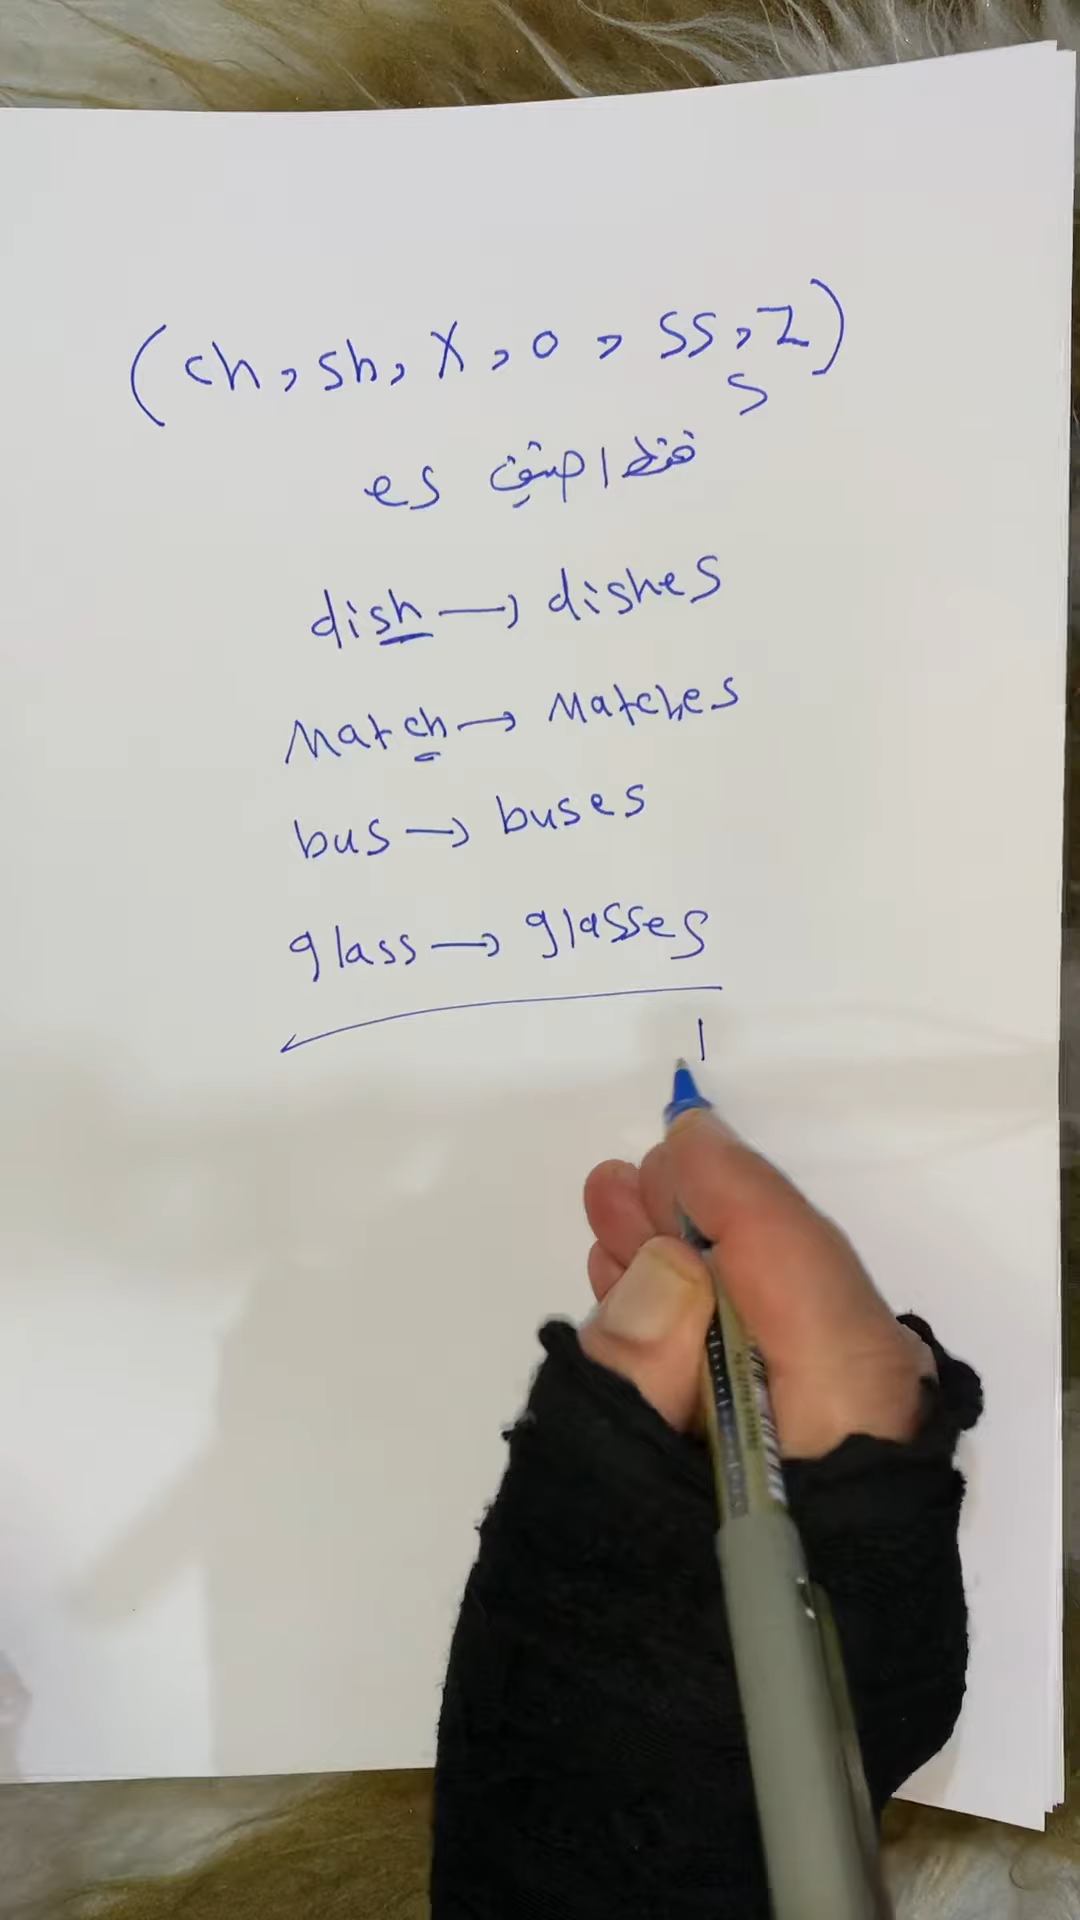 (ch, sh, X, o, ss, z)
s
فقط اضيف es
dish → dishes
Match → Matches
bus → buses
glass → glasses
ا